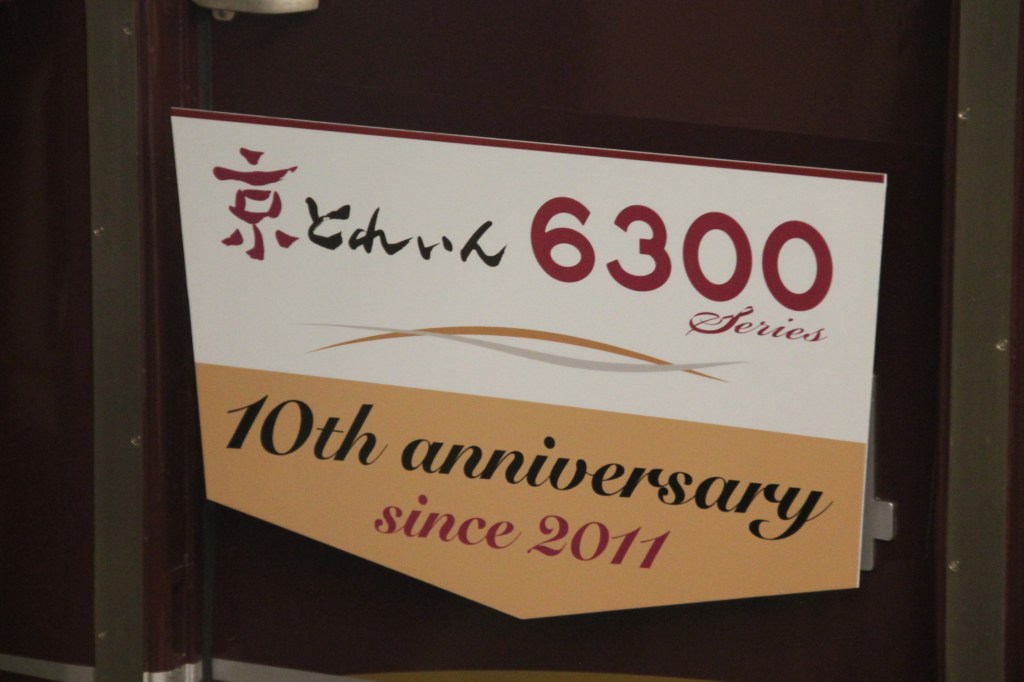 京とれいん 6300
Series
10th anniversary
since 2011